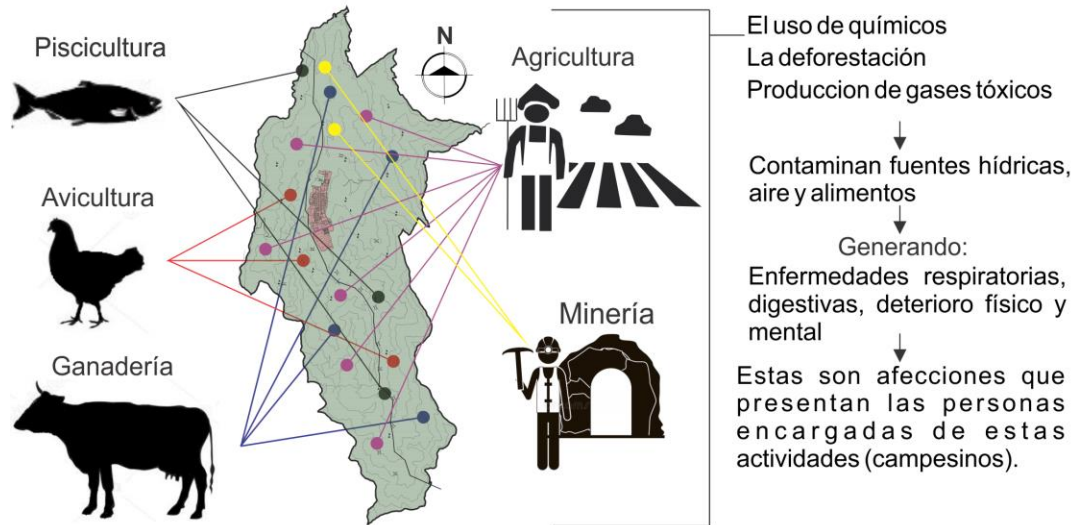 Piscicultura
N
Agricultura
Avicultura
Minería
Ganadería
El uso de químicos
La deforestación
Produccion de gases tóxicos
Contaminan fuentes hídricas,
aire y alimentos
Generando:
Enfermedades respiratorias,
digestivas, deterioro físico y
mental
Estas son afecciones que
presentan las personas
encargadas de estas
actividades (campesinos).